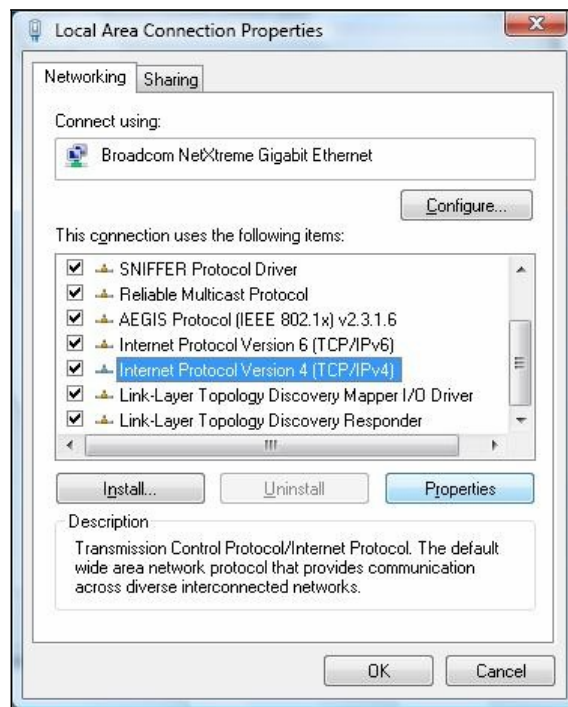 Local Area Connection Properties
Networking
Sharing
Connect using:
Broadcom NetXtreme Gigabit Ethernet
Configure...
This connection uses the following items:
SNIFFER Protocol Driver
Reliable Multicast Protocol
AEGIS Protocol (IEEE 802.1x) v2.3.1.6
Internet Protocol Version 6 (TCP/IPv6)
Internet Protocol Version 4 (TCP/IPv4)
Link-Layer Topology Discovery Mapper I/O Driver
Link-Layer Topology Discovery Responder
Install...
Uninstall
Properties
Description
Transmission Control Protocol/Internet Protocol. The default
wide area network protocol that provides communication
across diverse interconnected networks.
OK
Cancel